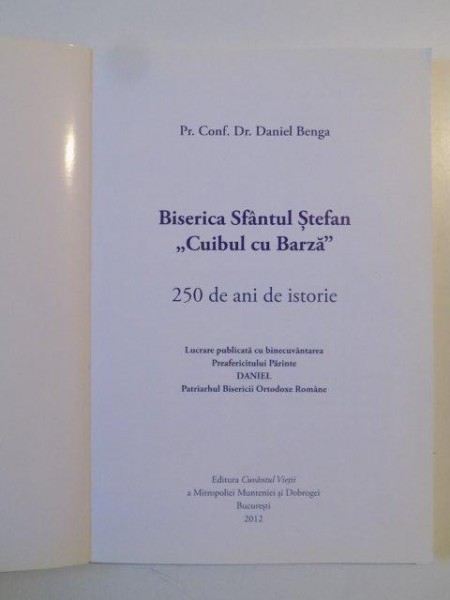 Pr. Conf. Dr. Daniel Benga
Biserica Sfântul Ștefan
„Cuibul cu Barză”
250 de ani de istorie
Lucrare publicată cu binecuvântarea
Preafericitului Părinte
DANIEL
Patriarhul Bisericii Ortodoxe Române
Editura Cuvântul Vieții
a Mitropoliei Munteniei și Dobrogei
București
2012